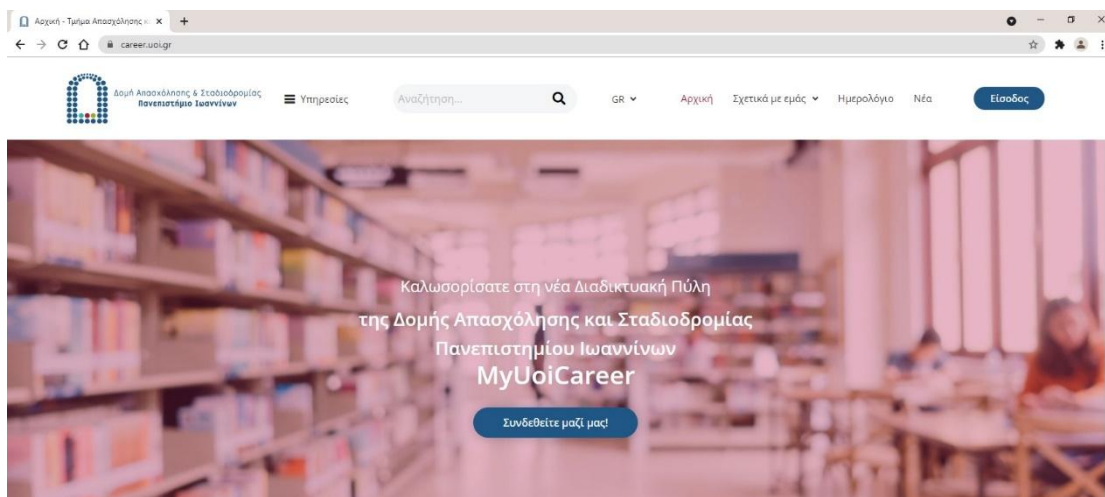 Αρχική - Τμήμα Απασχόλησης κ
career.uoi.gr
Δομή Απασχόλησης & Σταδιοδρομίας
Πανεπιστήμιο Ιωαννίνων
Υπηρεσίες
Αναζήτηση...
GR
Αρχική
Σχετικά με εμάς
Ημερολόγιο
Νέα
Είσοδος
Καλωσορίσατε στη νέα Διαδικτυακή Πύλη
της Δομής Απασχόλησης και Σταδιοδρομίας
Πανεπιστημίου Ιωαννίνων
MyUoiCareer
Συνδεθείτε μαζί μας!